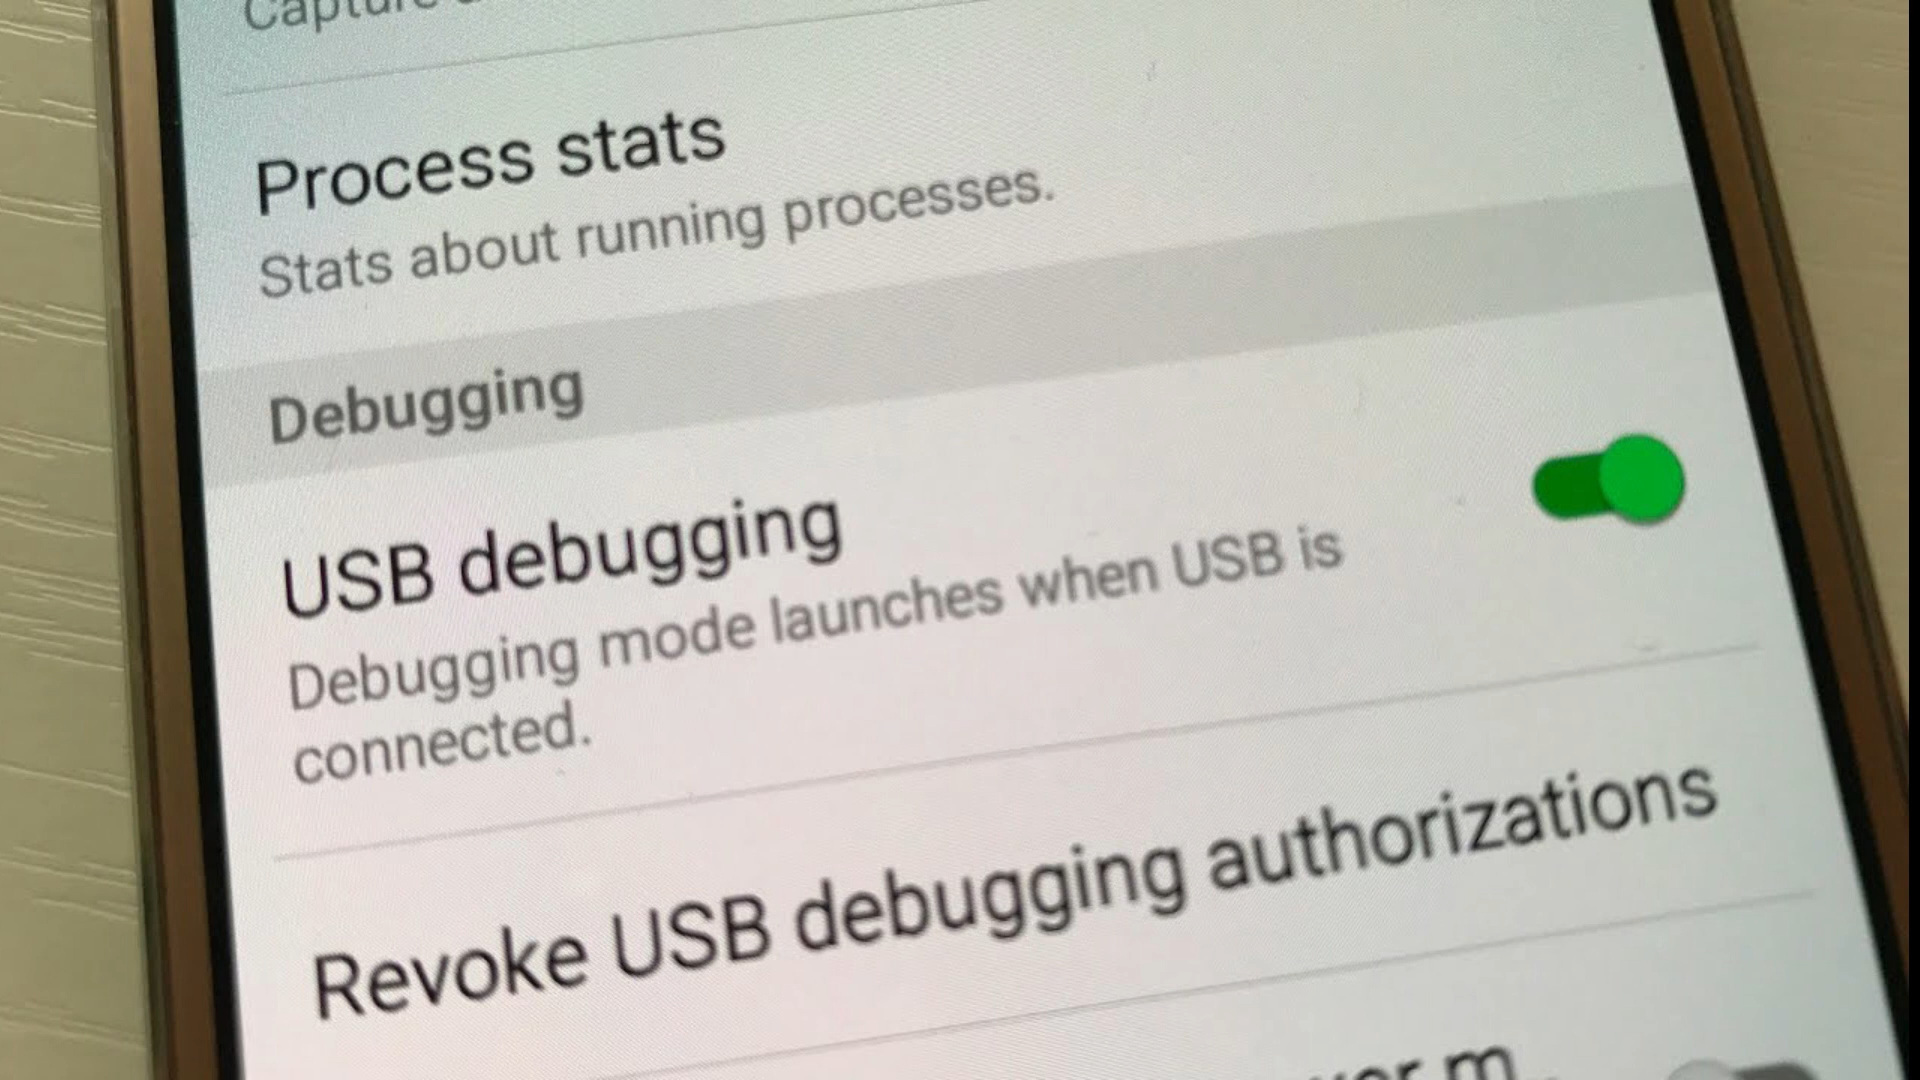 Capture
Process stats
Stats about running processes.
Debugging
USB debugging
Debugging mode launches when USB is
connected.
Revoke USB debugging authorizations